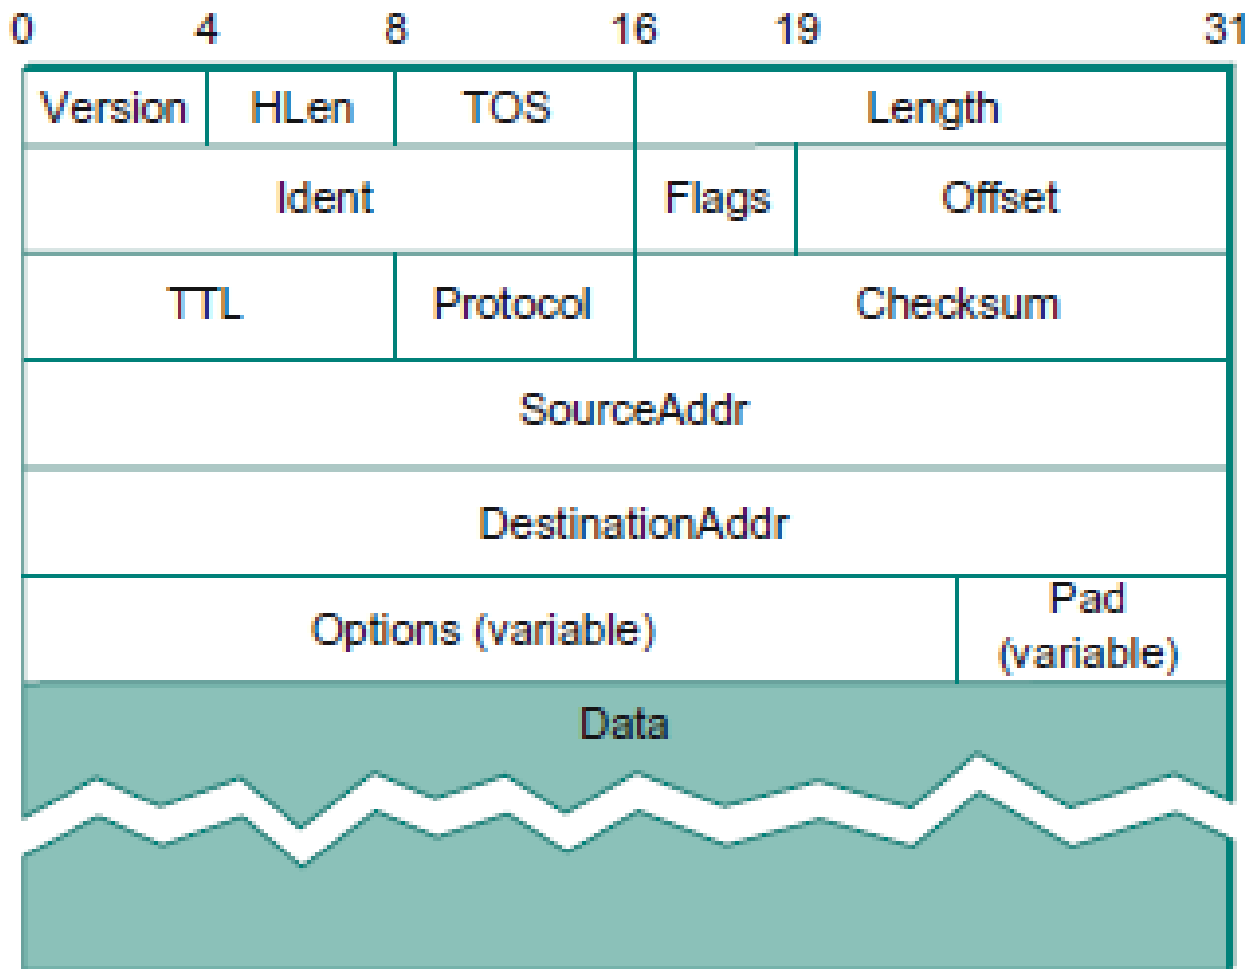 0 4 8 16 19 31
Version HLen TOS Length
Ident Flags Offset
TTL Protocol Checksum
SourceAddr
DestinationAddr
Options (variable) Pad
(variable)
Data